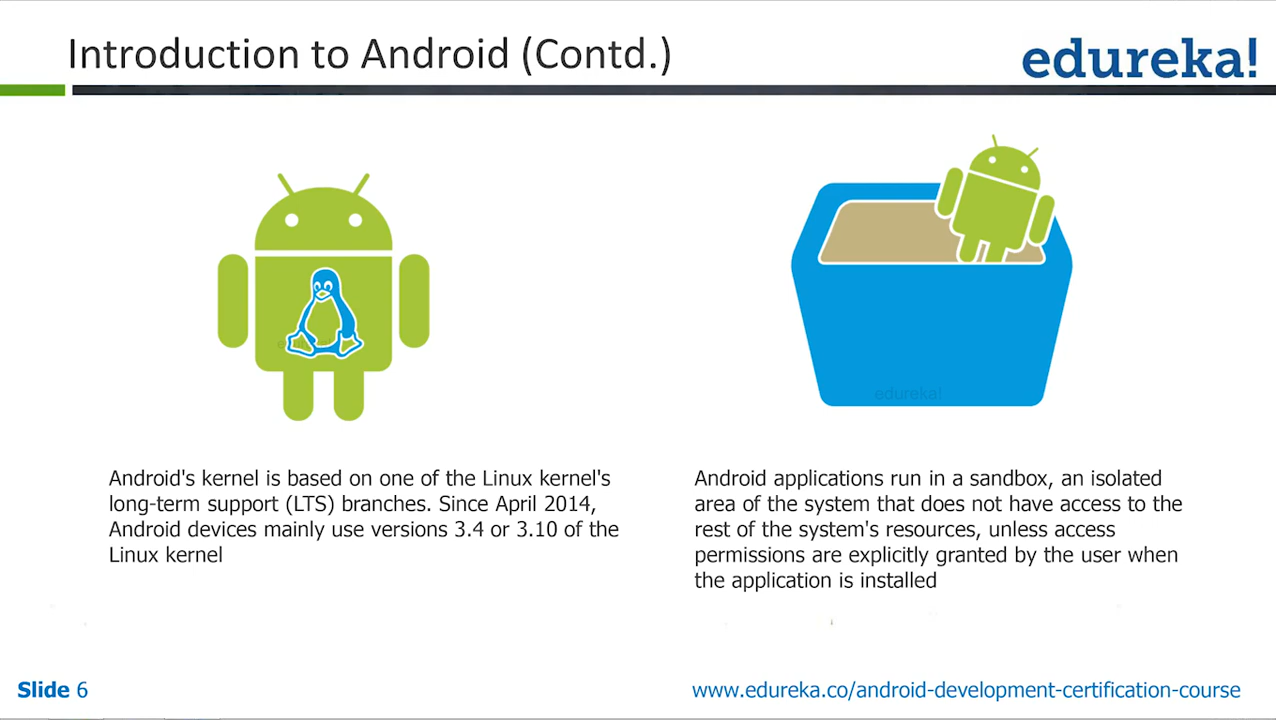 Introduction to Android (Contd.)
edureka!
edureka!
Android's kernel is based on one of the Linux kernel's
long-term support (LTS) branches. Since April 2014,
Android devices mainly use versions 3.4 or 3.10 of the
Linux kernel
Android applications run in a sandbox, an isolated
area of the system that does not have access to the
rest of the system's resources, unless access
permissions are explicitly granted by the user when
the application is installed
Slide 6
www.edureka.co/android-development-certification-course